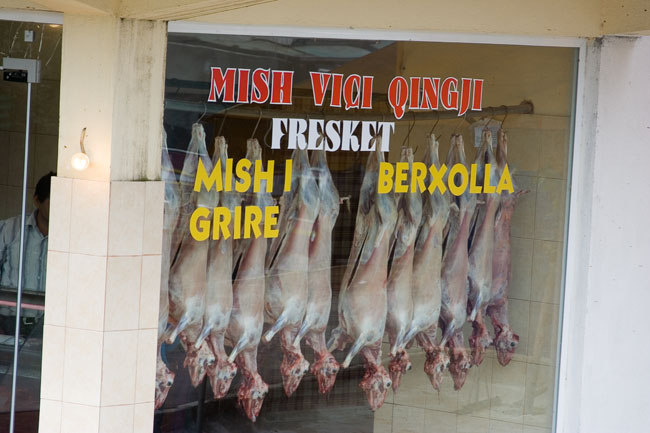 MISH VIÇI QINGJI
FRESKET
MISH I BERXOLLA
GRIRE